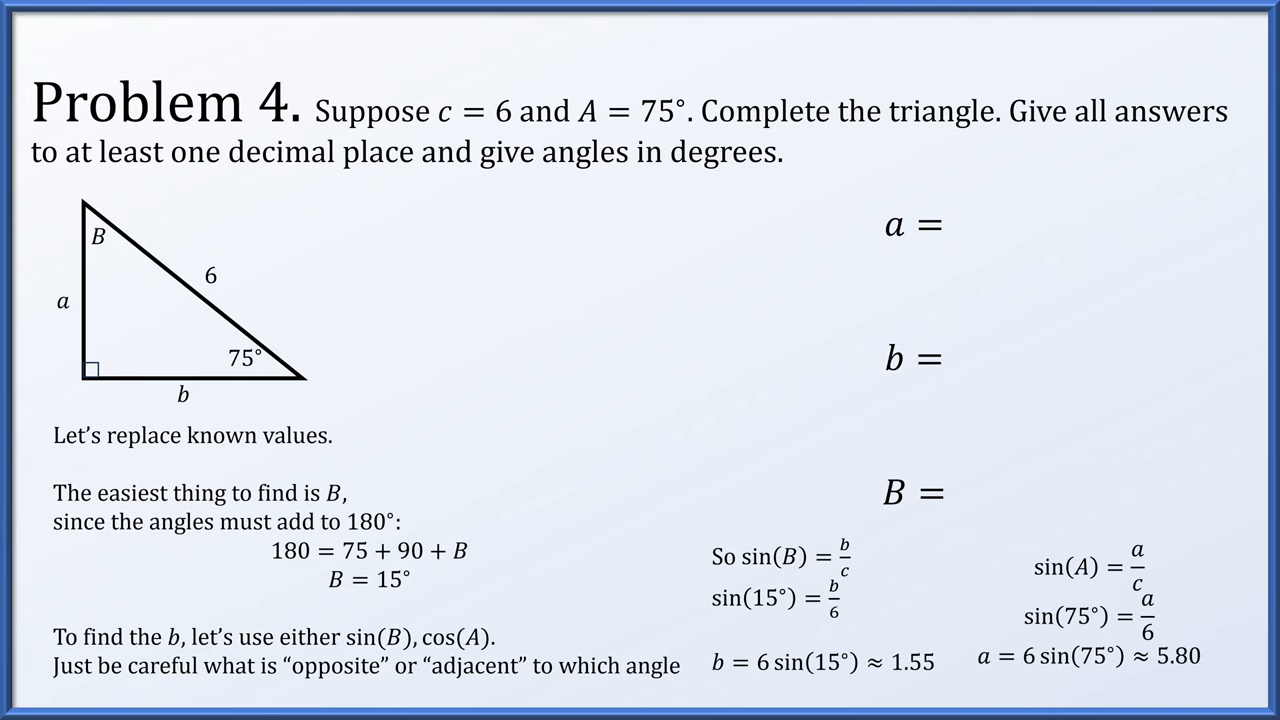 Problem 4. Suppose c = 6 and A = 75°. Complete the triangle. Give all answers
to at least one decimal place and give angles in degrees.
B
6
a
75°
b
a =
b =
B =
Let’s replace known values.
The easiest thing to find is B,
since the angles must add to 180°:
180 = 75 + 90 + B
B = 15°
To find the b, let’s use either sin(B), cos(A).
Just be careful what is “opposite” or “adjacent” to which angle
So sin(B) = b/c
sin(15°) = b/6
b = 6 sin(15°) ≈ 1.55
sin(A) = a/c
sin(75°) = a/6
a = 6 sin(75°) ≈ 5.80